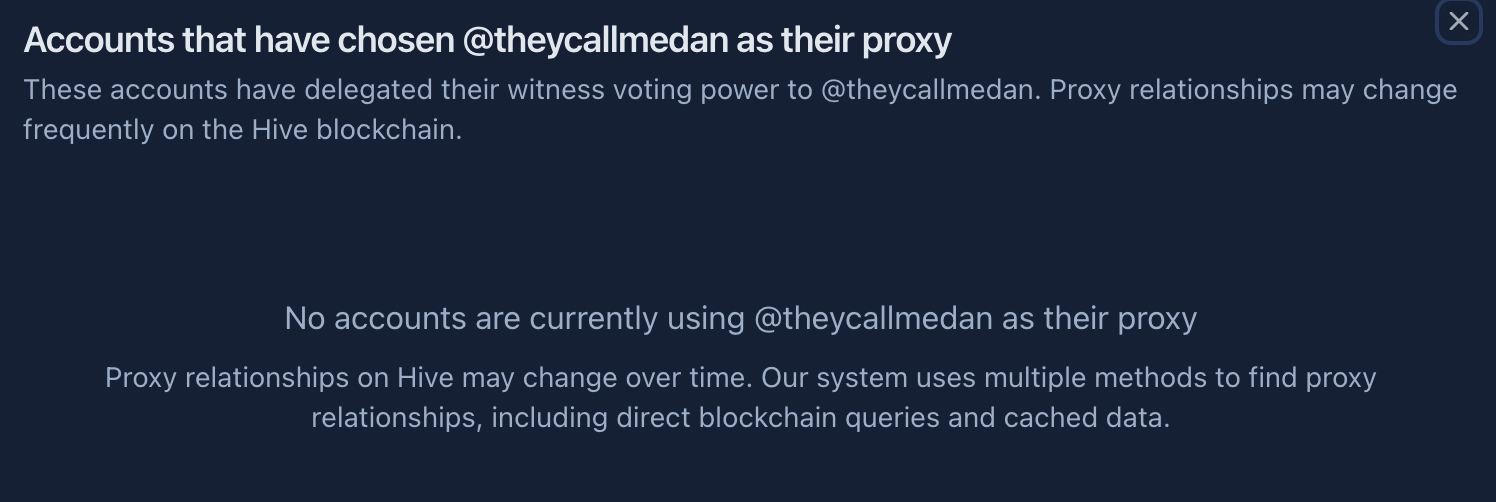 Accounts that have chosen @theycallmedan as their proxy
These accounts have delegated their witness voting power to @theycallmedan. Proxy relationships may change
frequently on the Hive blockchain.
No accounts are currently using @theycallmedan as their proxy
Proxy relationships on Hive may change over time. Our system uses multiple methods to find proxy
relationships, including direct blockchain queries and cached data.